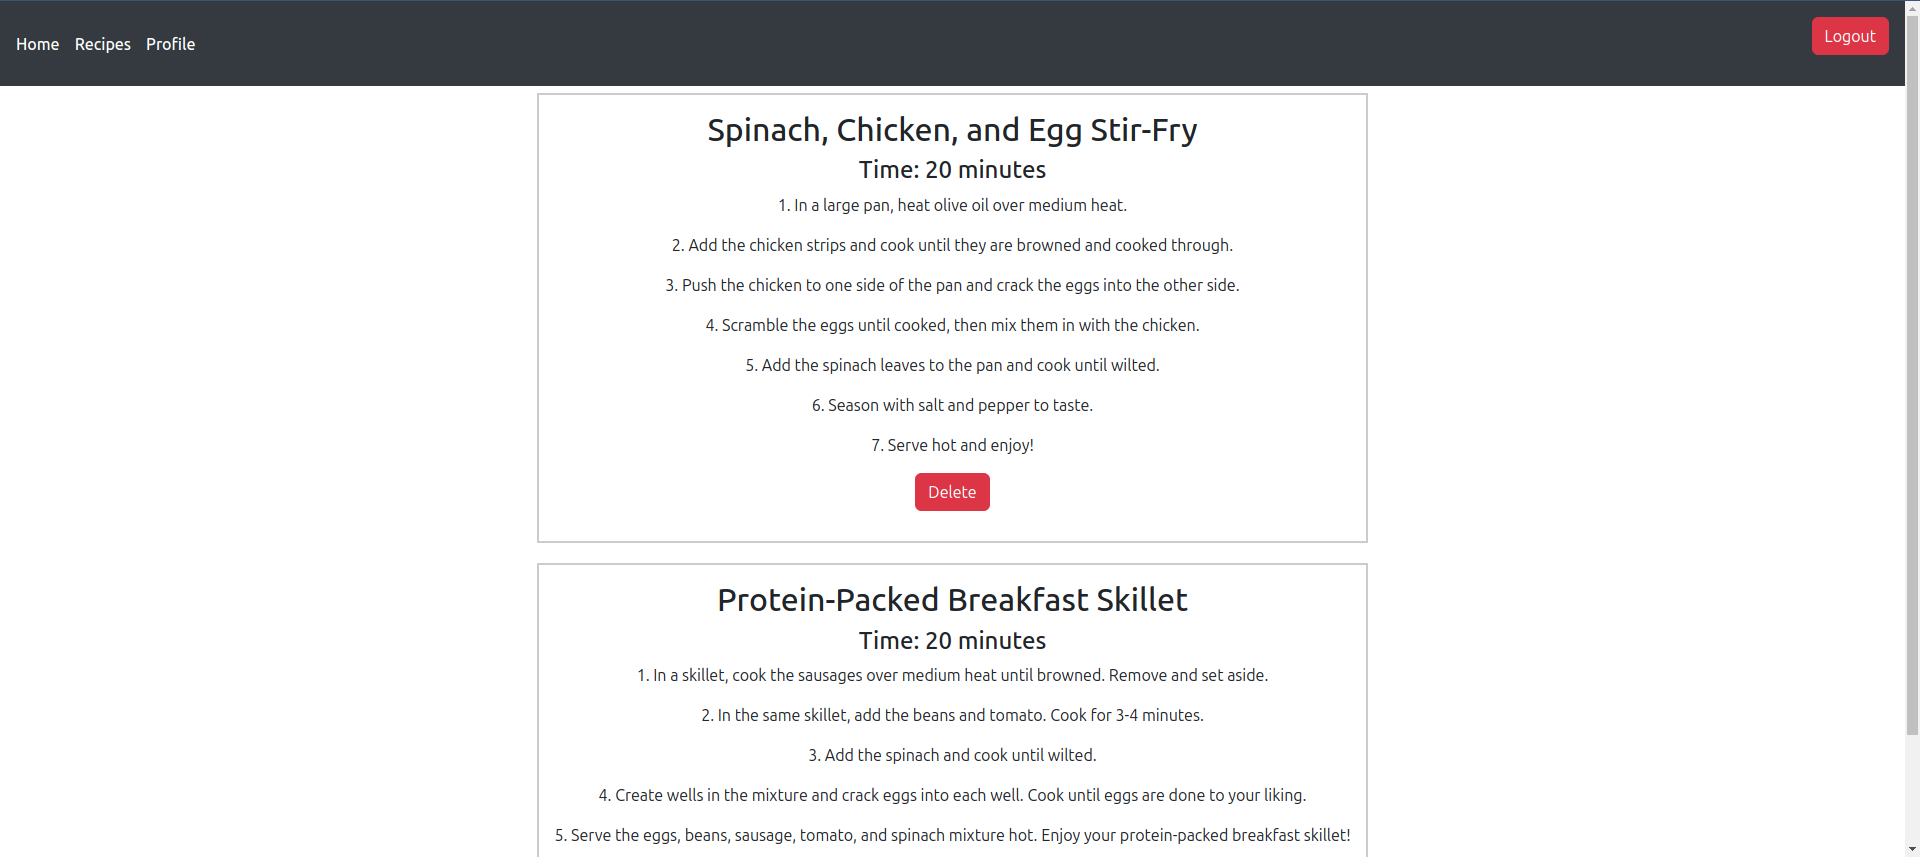 Home Recipes Profile Logout
Spinach, Chicken, and Egg Stir-Fry
Time: 20 minutes
1. In a large pan, heat olive oil over medium heat.
2. Add the chicken strips and cook until they are browned and cooked through.
3. Push the chicken to one side of the pan and crack the eggs into the other side.
4. Scramble the eggs until cooked, then mix them in with the chicken.
5. Add the spinach leaves to the pan and cook until wilted.
6. Season with salt and pepper to taste.
7. Serve hot and enjoy!
Delete
Protein-Packed Breakfast Skillet
Time: 20 minutes
1. In a skillet, cook the sausages over medium heat until browned. Remove and set aside.
2. In the same skillet, add the beans and tomato. Cook for 3-4 minutes.
3. Add the spinach and cook until wilted.
4. Create wells in the mixture and crack eggs into each well. Cook until eggs are done to your liking.
5. Serve the eggs, beans, sausage, tomato, and spinach mixture hot. Enjoy your protein-packed breakfast skillet!